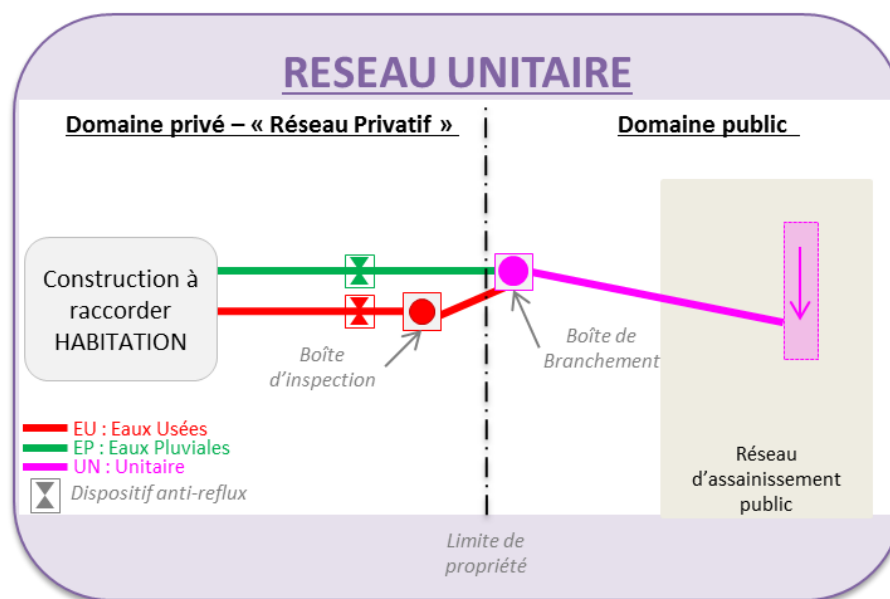 RESEAU UNITAIRE
Domaine privé – « Réseau Privatif »
Domaine public
Construction à
raccorder
HABITATION
Boîte
d’inspection
Boîte de
Branchement
EU : Eaux Usées
EP : Eaux Pluviales
UN : Unitaire
Dispositif anti-reflux
Réseau
d’assainissement
public
Limite de
propriété